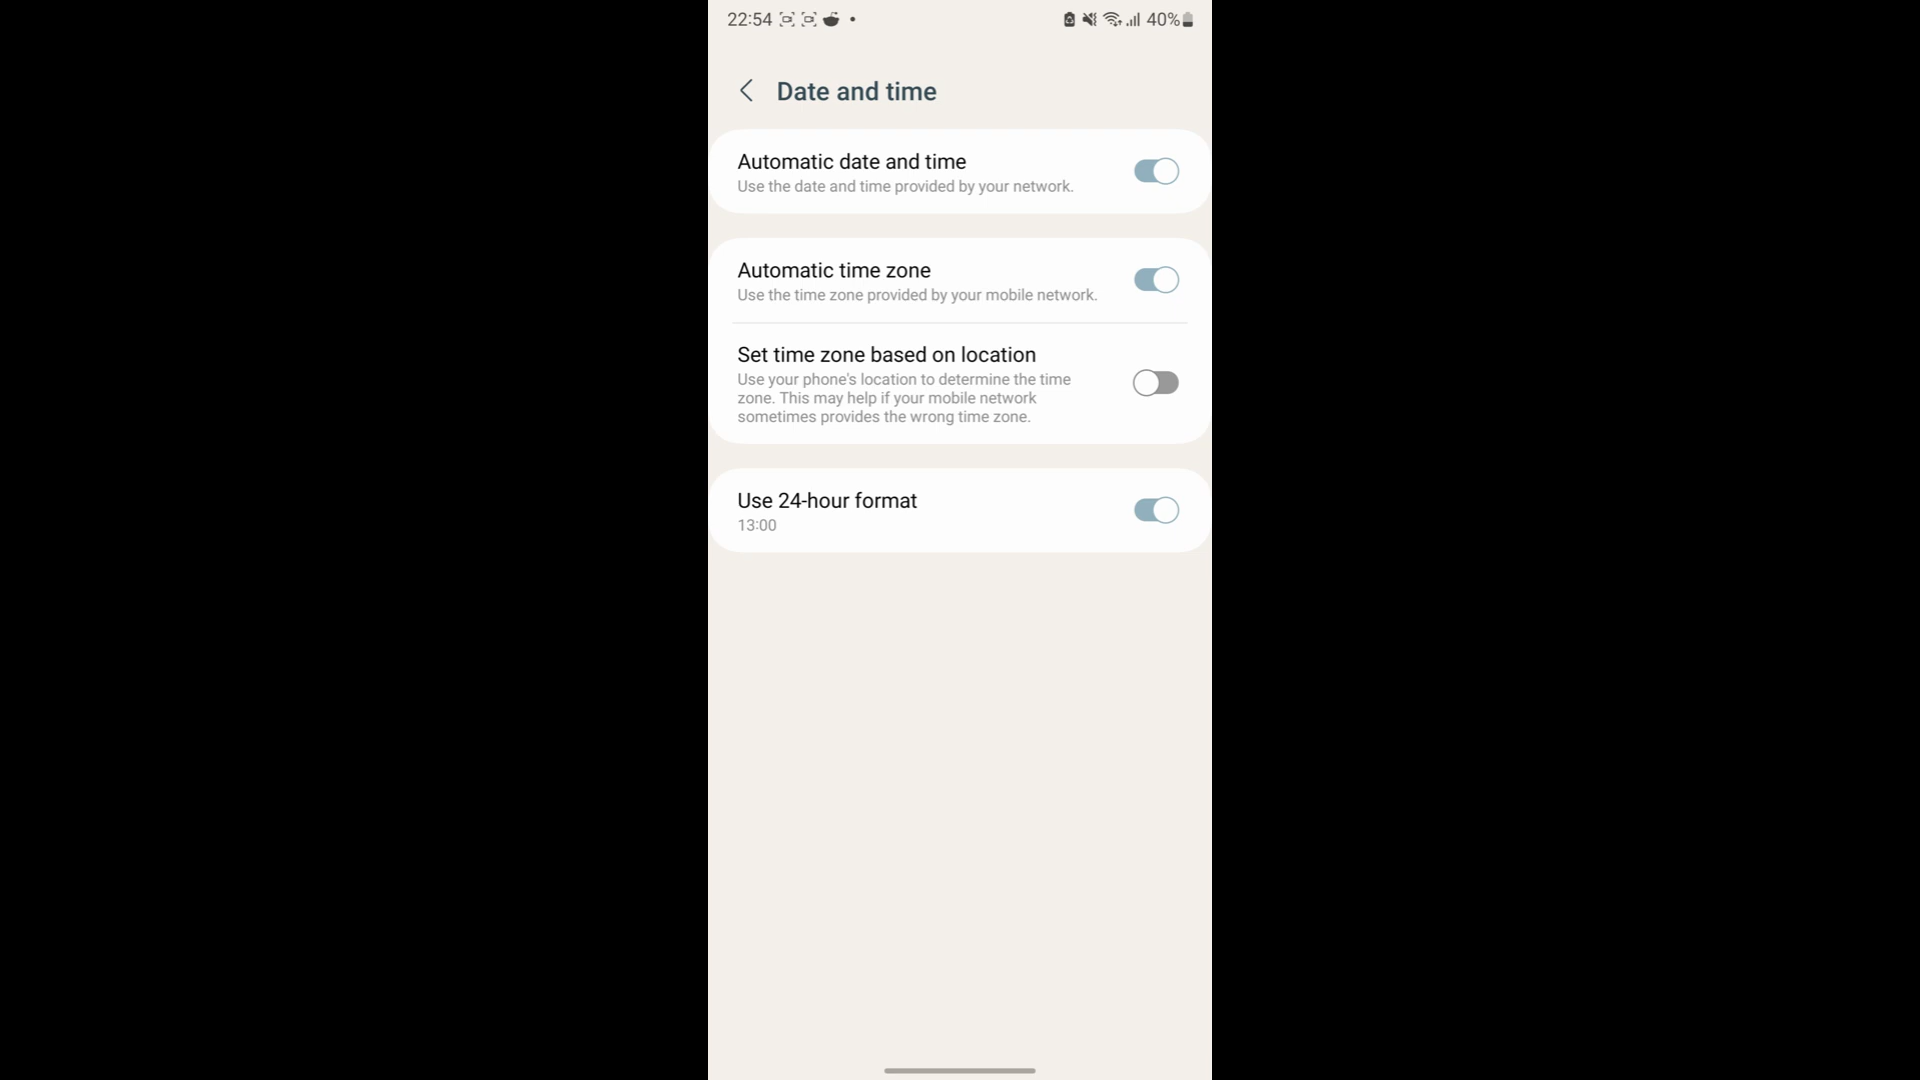 22:54
40%
Date and time
Automatic date and time
Use the date and time provided by your network.
Automatic time zone
Use the time zone provided by your mobile network.
Set time zone based on location
Use your phone's location to determine the time
zone. This may help if your mobile network
sometimes provides the wrong time zone.
Use 24-hour format
13:00